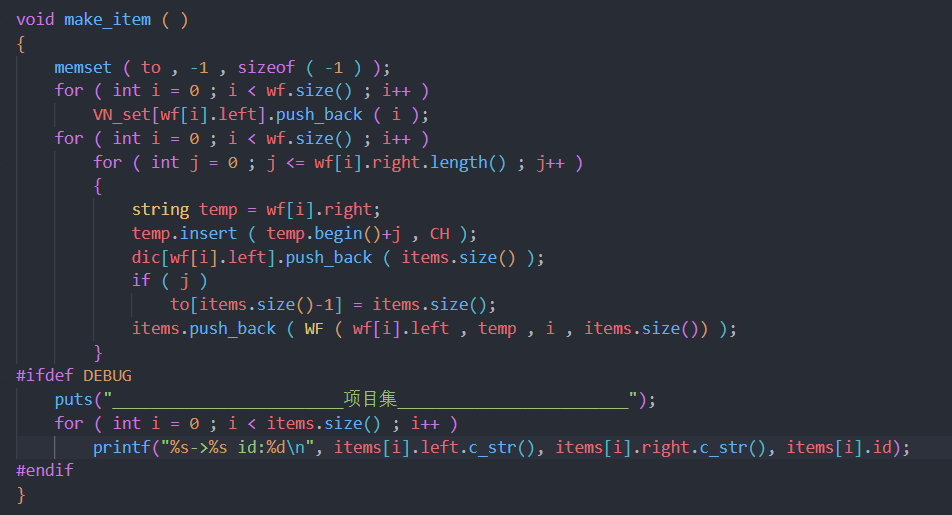 void make_item ( )
{
    memset ( to , -1 , sizeof ( -1 ) );
    for ( int i = 0 ; i < wf.size() ; i++ )
        VN_set[wf[i].left].push_back ( i );
    for ( int i = 0 ; i < wf.size() ; i++ )
        for ( int j = 0 ; j <= wf[i].right.length() ; j++ )
        {
            string temp = wf[i].right;
            temp.insert ( temp.begin()+j , CH );
            dic[wf[i].left].push_back ( items.size() );
            if ( j )
                to[items.size()-1] = items.size();
            items.push_back ( WF ( wf[i].left , temp , i , items.size()) );
        }
#ifdef DEBUG
    puts("________________________项目集________________________");
    for ( int i = 0 ; i < items.size() ; i++ )
        printf("%s->%s id:%d\n", items[i].left.c_str(), items[i].right.c_str(), items[i].id);
#endif
}